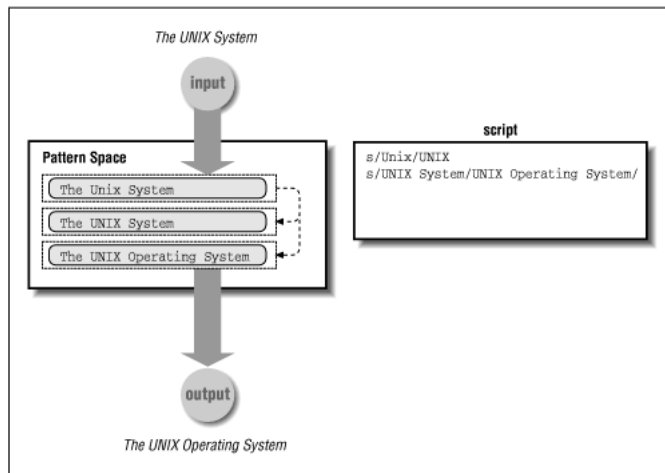 The UNIX System
input
script
Pattern Space
s/Unix/UNIX
s/UNIX System/UNIX Operating System/
The Unix System
The UNIX System
The UNIX Operating System
output
The UNIX Operating System